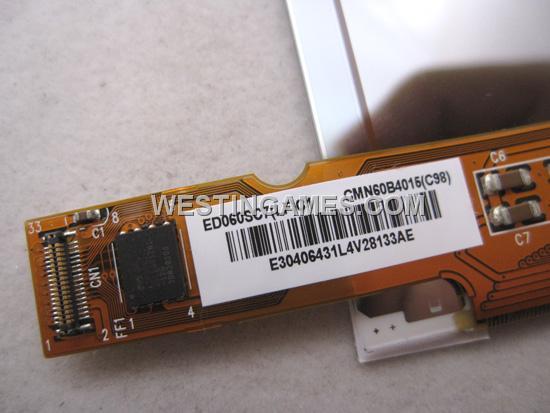 C6
CMN60B4015(C98)
33
8
C1
WESTINGAMES.COM
C7
CN1
E30406431L4V28133AE
FF1
1
4
1
2